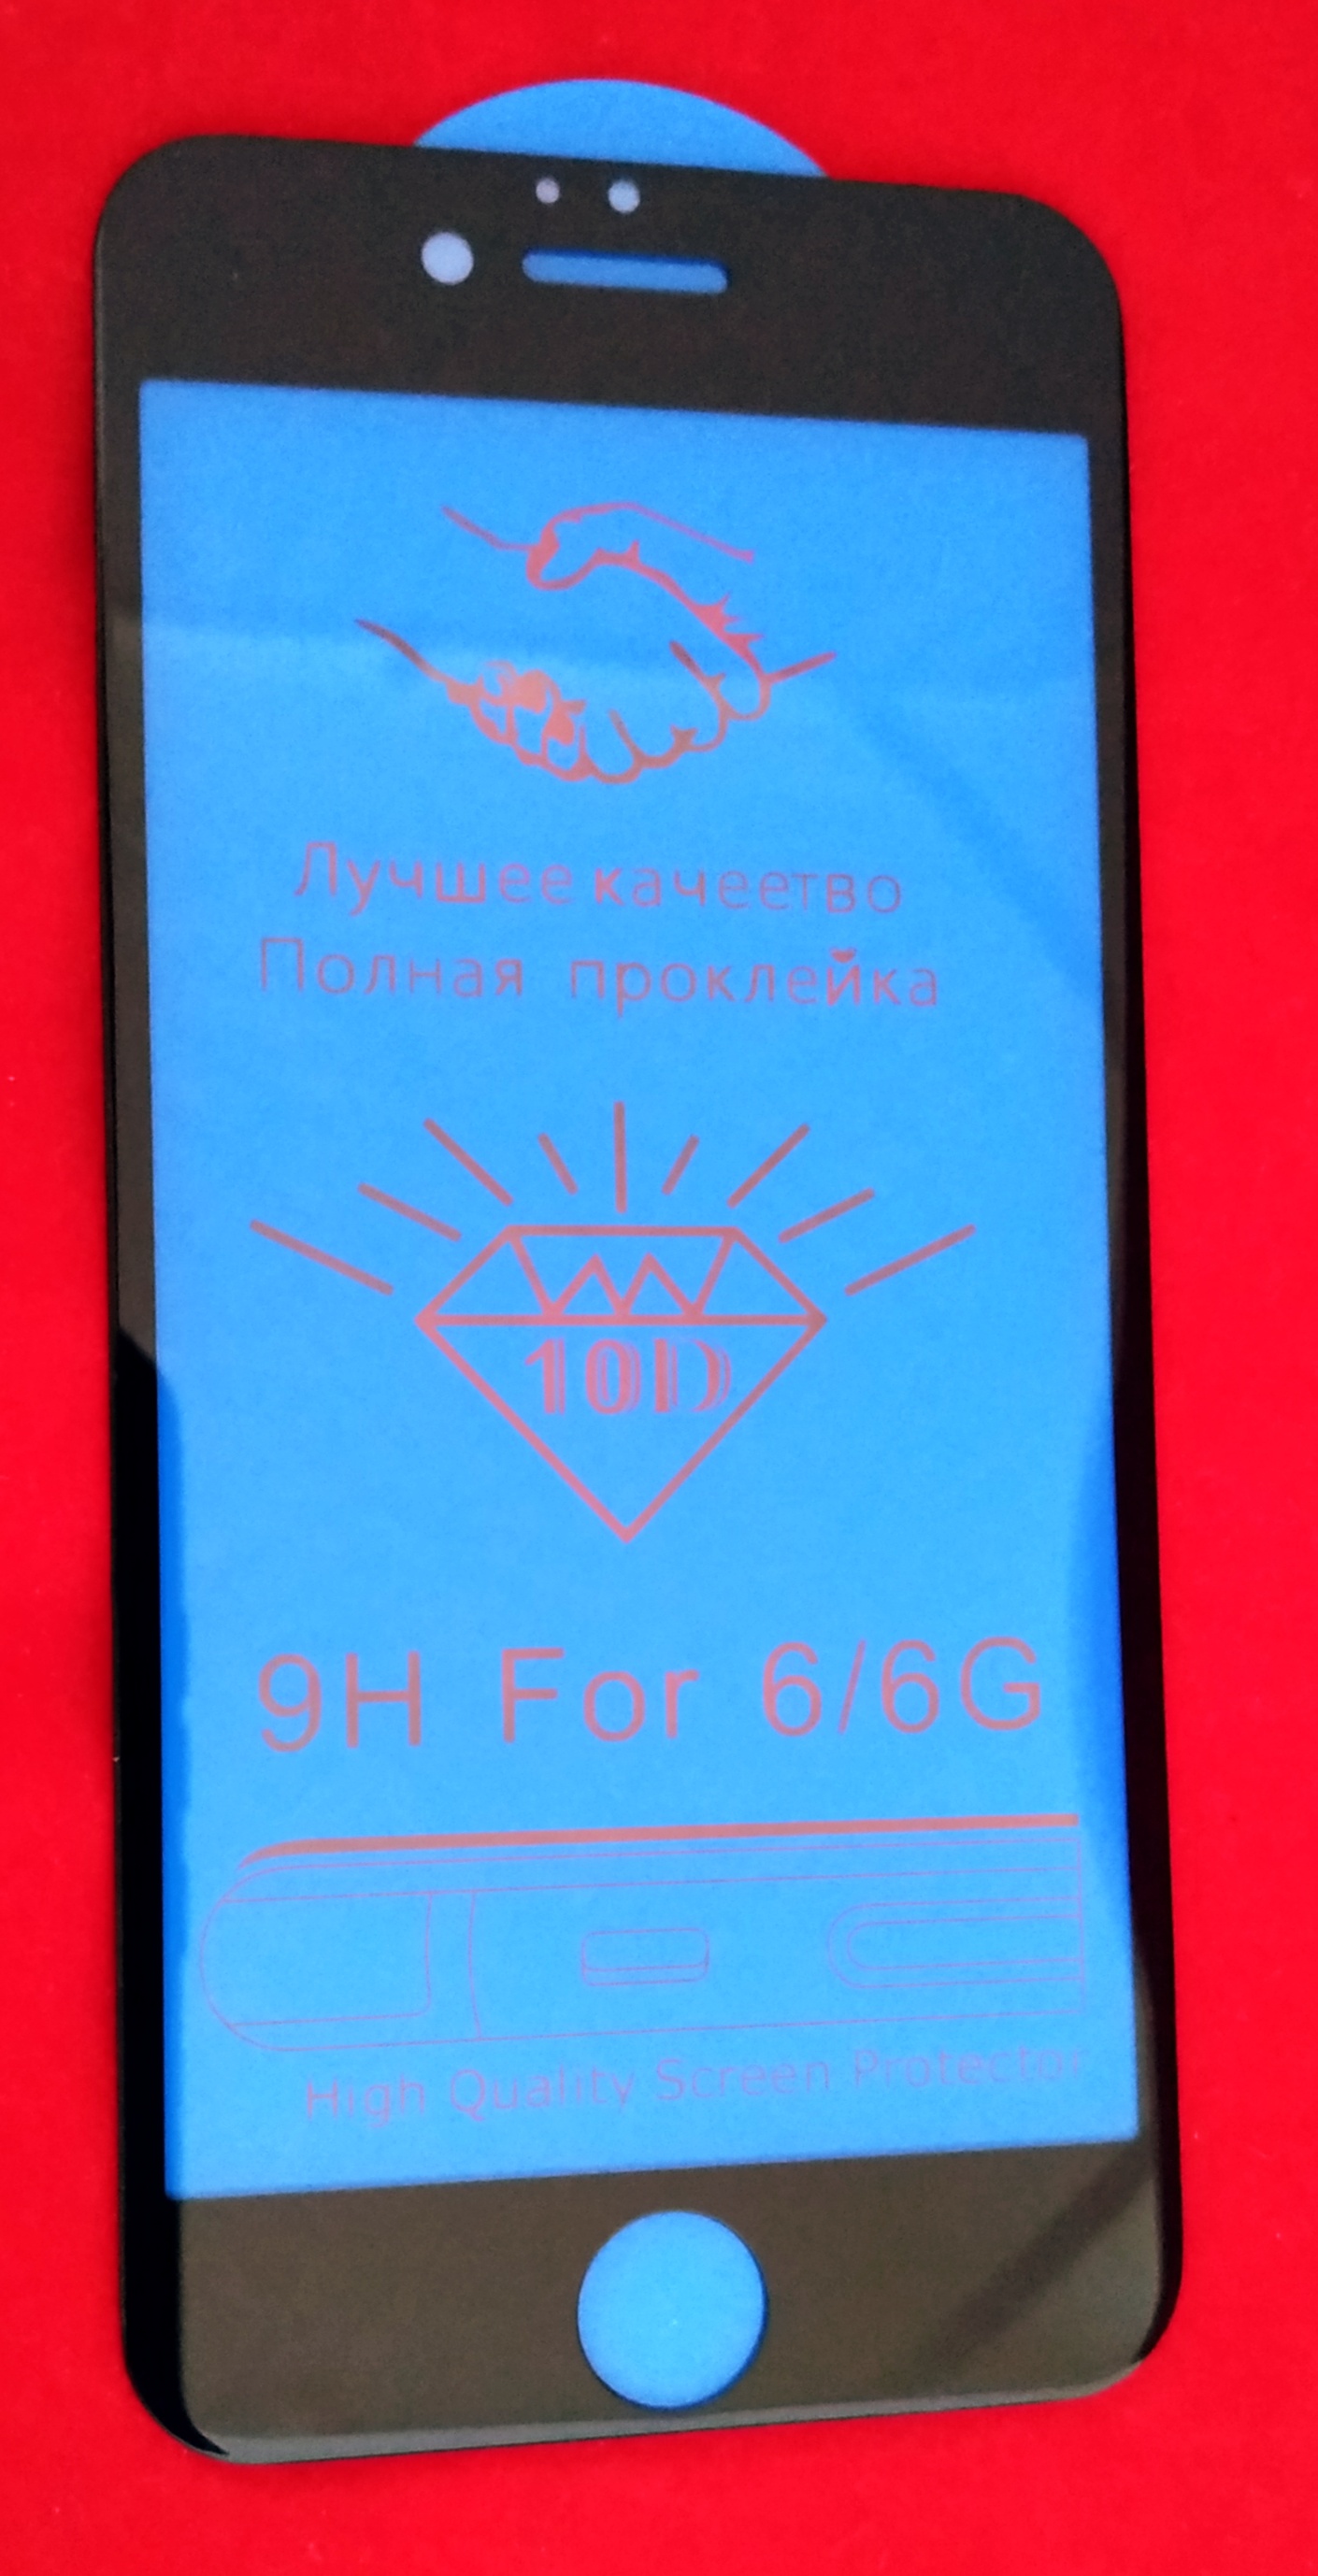 Лучшее качеетво
Полная проклейка
10D
9H For 6/6G
High Quality Screen Protector